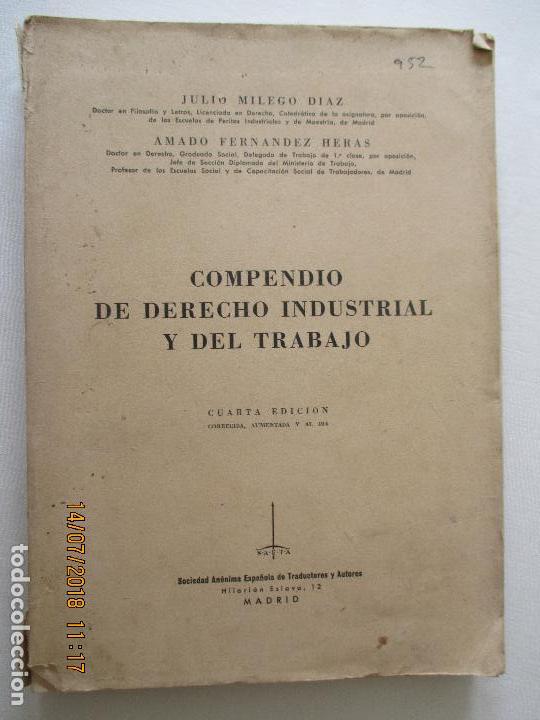 952
JULIO MILEGO DIAZ
Doctor en Filosofía y Letras, Licenciado en Derecho, Catedrático de la asignatura, por oposición,
de las Escuelas de Peritos Industriales y de Maestría, de Madrid
AMADO FERNANDEZ HERAS
Doctor en Derecho, Graduado Social, Delegado de Trabajo de 1.ª clase, por oposición,
Jefe de Sección Diplomado del Ministerio de Trabajo,
Profesor de las Escuelas Social y de Capacitación Social de Trabajadores, de Madrid
COMPENDIO
DE DERECHO INDUSTRIAL
Y DEL TRABAJO
CUARTA EDICION
CORREGIDA, AUMENTADA Y AL DIA
S·A·E·T·A
Sociedad Anónima Española de Traductores y Autores
Hilarión Eslava, 12
MADRID
14/07/2018 11:17
todocoleccion